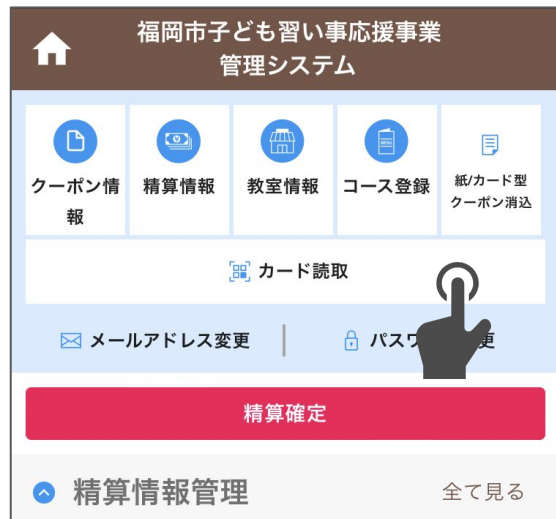 福岡市子ども習い事応援事業
管理システム
クーポン情
報
精算情報
教室情報
コース登録
紙/カード型
クーポン消込
カード読取
メールアドレス変更
パスワ
更
精算確定
精算情報管理
全て見る